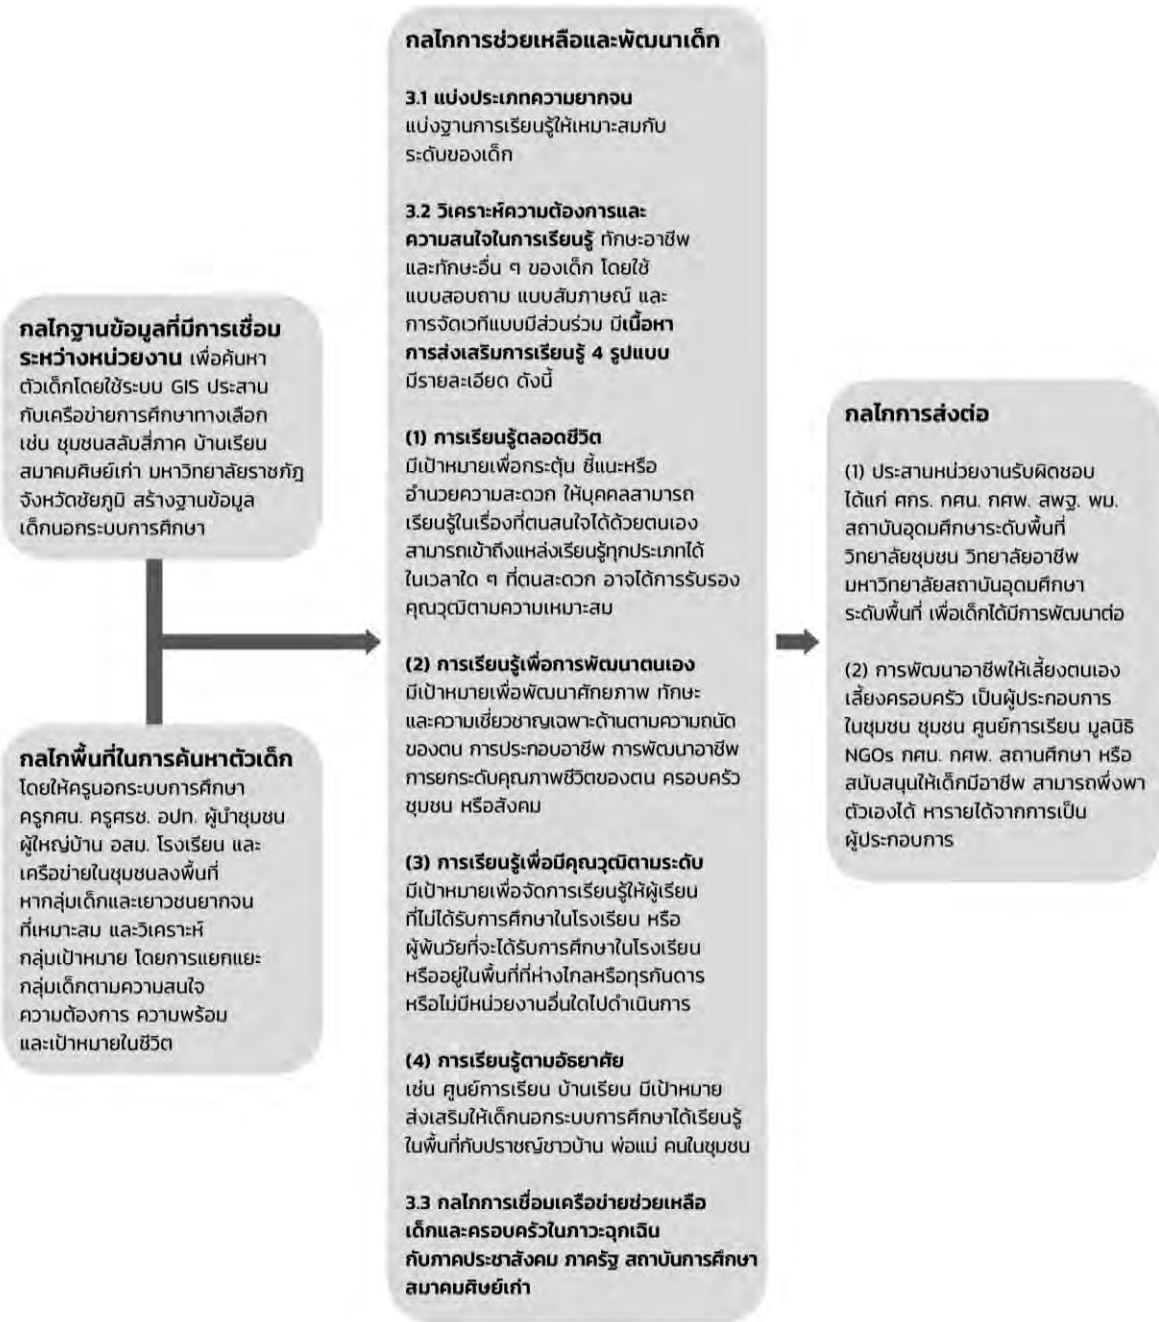 กลไกฐานข้อมูลที่มีการเชื่อม
ระหว่างหน่วยงาน เพื่อค้นหา
ตัวเด็กโดยใช้ระบบ GIS ประสาน
กับเครือข่ายการศึกษาทางเลือก
เช่น ชุมชนสลัมสี่ภาค บ้านเรียน
สมาคมศิษย์เก่า มหาวิทยาลัยราชภัฏ
จังหวัดชัยภูมิ สร้างฐานข้อมูล
เด็กนอกระบบการศึกษา
กลไกพื้นที่ในการค้นหาตัวเด็ก
โดยให้ครูนอกระบบการศึกษา
ครูกศน. ครูศรช. อปท. ผู้นำชุมชน
ผู้ใหญ่บ้าน อสม. โรงเรียน และ
เครือข่ายในชุมชนลงพื้นที่
หากลุ่มเด็กและเยาวชนยากจน
ที่เหมาะสม และวิเคราะห์
กลุ่มเป้าหมาย โดยการแยกแยะ
กลุ่มเด็กตามความสนใจ
ความต้องการ ความพร้อม
และเป้าหมายในชีวิต
กลไกการช่วยเหลือและพัฒนาเด็ก
3.1 แบ่งประเภทความยากจน
แบ่งฐานการเรียนรู้ให้เหมาะสมกับ
ระดับของเด็ก
3.2 วิเคราะห์ความต้องการและ
ความสนใจในการเรียนรู้ ทักษะอาชีพ
และทักษะอื่น ๆ ของเด็ก โดยใช้
แบบสอบถาม แบบสัมภาษณ์ และ
การจัดเวทีแบบมีส่วนร่วม มีเนื้อหา
การส่งเสริมการเรียนรู้ 4 รูปแบบ
มีรายละเอียด ดังนี้
(1) การเรียนรู้ตลอดชีวิต
มีเป้าหมายเพื่อกระตุ้น ชี้แนะหรือ
อำนวยความสะดวก ให้บุคคลสามารถ
เรียนรู้ในเรื่องที่ตนสนใจได้ด้วยตนเอง
สามารถเข้าถึงแหล่งเรียนรู้ทุกประเภทได้
ในเวลาใด ๆ ที่ตนสะดวก อาจได้การรับรอง
คุณวุฒิตามความเหมาะสม
(2) การเรียนรู้เพื่อการพัฒนาตนเอง
มีเป้าหมายเพื่อพัฒนาศักยภาพ ทักษะ
และความเชี่ยวชาญเฉพาะด้านตามความถนัด
ของตน การประกอบอาชีพ การพัฒนาอาชีพ
การยกระดับคุณภาพชีวิตของตน ครอบครัว
ชุมชน หรือสังคม
(3) การเรียนรู้เพื่อมีคุณวุฒิตามระดับ
มีเป้าหมายเพื่อจัดการเรียนรู้ให้ผู้เรียน
ที่ไม่ได้รับการศึกษาในโรงเรียน หรือ
ผู้พ้นวัยที่จะได้รับการศึกษาในโรงเรียน
หรืออยู่ในพื้นที่ที่ห่างไกลหรือทุรกันดาร
หรือไม่มีหน่วยงานอื่นใดไปดำเนินการ
(4) การเรียนรู้ตามอัธยาศัย
เช่น ศูนย์การเรียน บ้านเรียน มีเป้าหมาย
ส่งเสริมให้เด็กนอกระบบการศึกษาได้เรียนรู้
ในพื้นที่กับปราชญ์ชาวบ้าน พ่อแม่ คนในชุมชน
3.3 กลไกการเชื่อมเครือข่ายช่วยเหลือ
เด็กและครอบครัวในภาวะฉุกเฉิน
กับภาคประชาสังคม ภาครัฐ สถาบันการศึกษา
สมาคมศิษย์เก่า
กลไกการส่งต่อ
(1) ประสานหน่วยงานรับผิดชอบ
ได้แก่ ศกร. กศน. กศพ. สพฐ. พม.
สถาบันอุดมศึกษาระดับพื้นที่
วิทยาลัยชุมชน วิทยาลัยอาชีพ
มหาวิทยาลัยสถาบันอุดมศึกษา
ระดับพื้นที่ เพื่อเด็กได้มีการพัฒนาต่อ
(2) การพัฒนาอาชีพให้เลี้ยงตนเอง
เลี้ยงครอบครัว เป็นผู้ประกอบการ
ในชุมชน ชุมชน ศูนย์การเรียน มูลนิธิ
NGOs กศน. กศพ. สถานศึกษา หรือ
สนับสนุนให้เด็กมีอาชีพ สามารถพึ่งพา
ตัวเองได้ หารายได้จากการเป็น
ผู้ประกอบการ